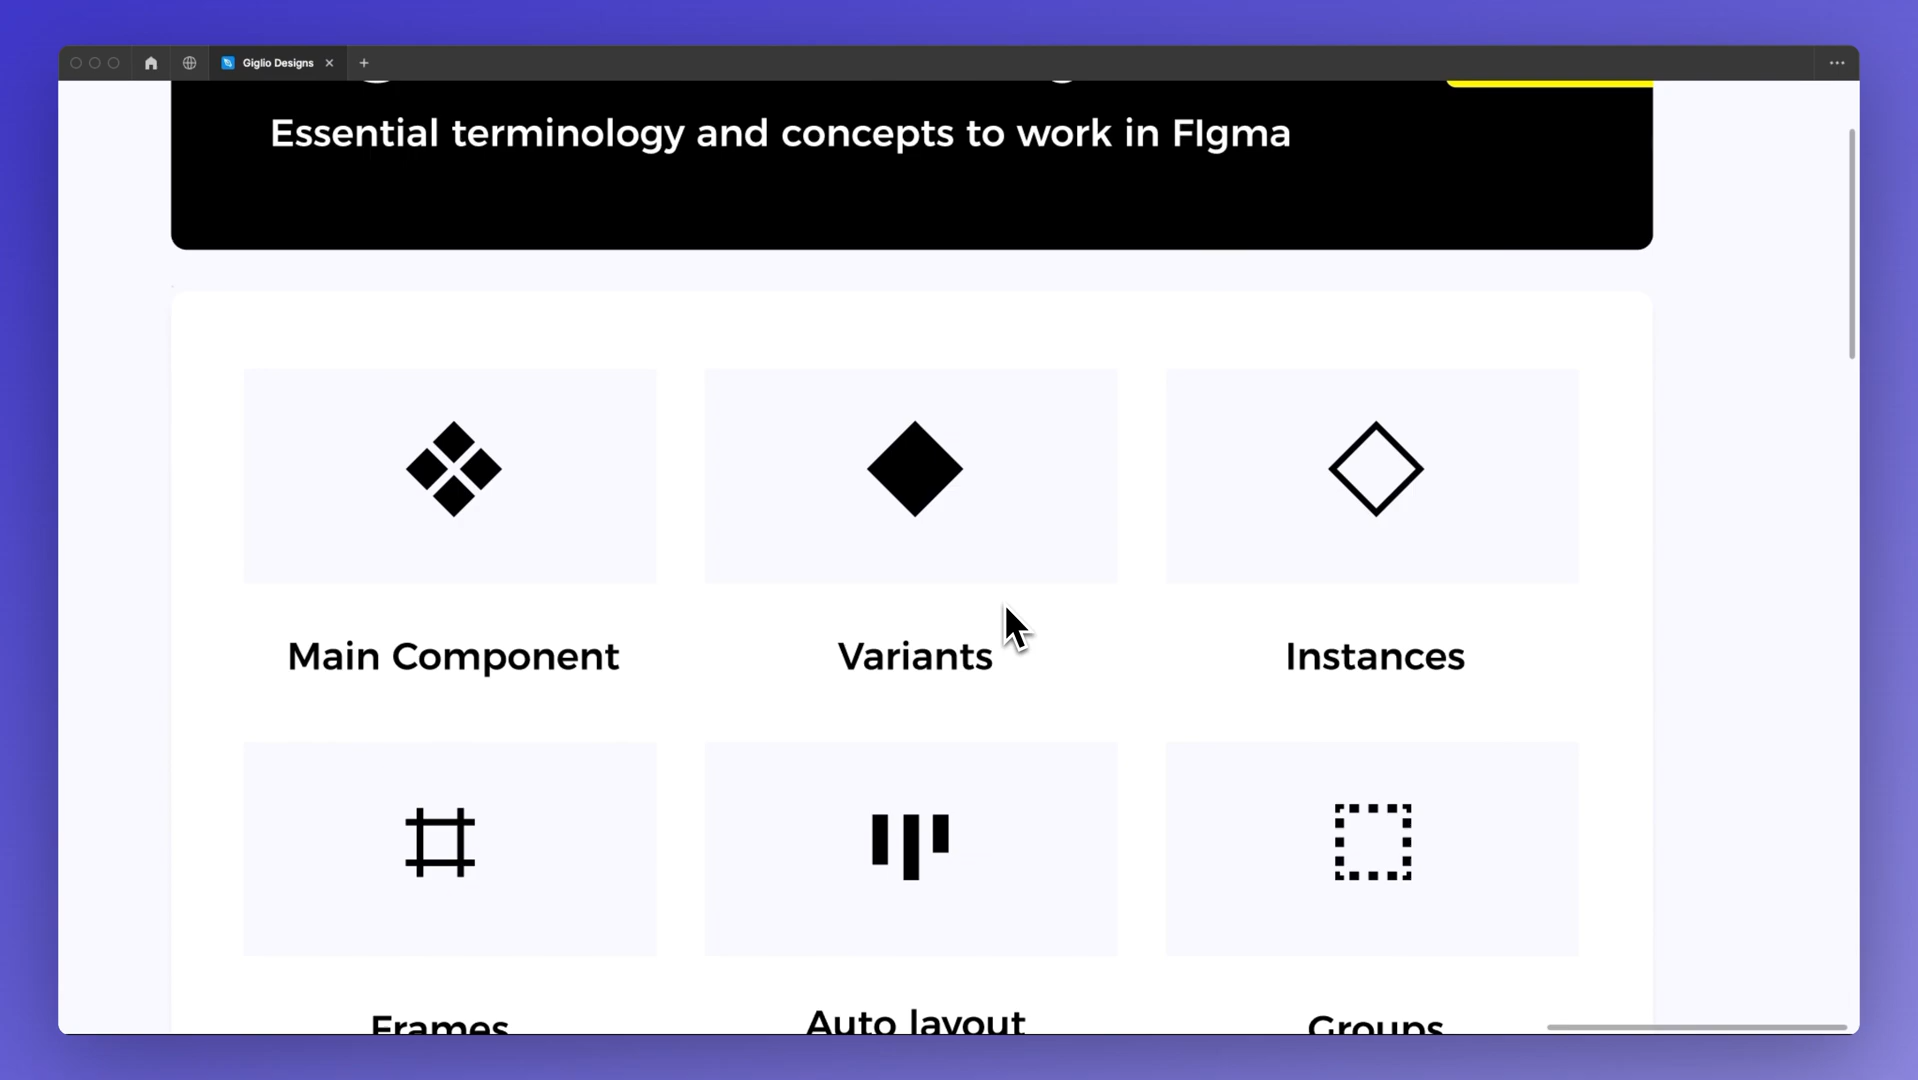 Giglio Designs
Essential terminology and concepts to work in FIgma
Main Component
Variants
Instances
Frames
Auto layout
Groups